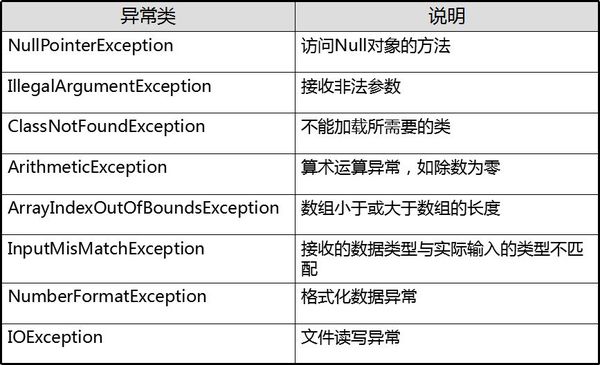 异常类 说明
NullPointerException 访问Null对象的方法
IllegalArgumentException 接收非法参数
ClassNotFoundException 不能加载所需要的类
ArithmeticException 算术运算异常，如除数为零
ArrayIndexOutOfBoundsException 数组小于或大于数组的长度
InputMisMatchException 接收的数据类型与实际输入的类型不
匹配
NumberFormatException 格式化数据异常
IOException 文件读写异常